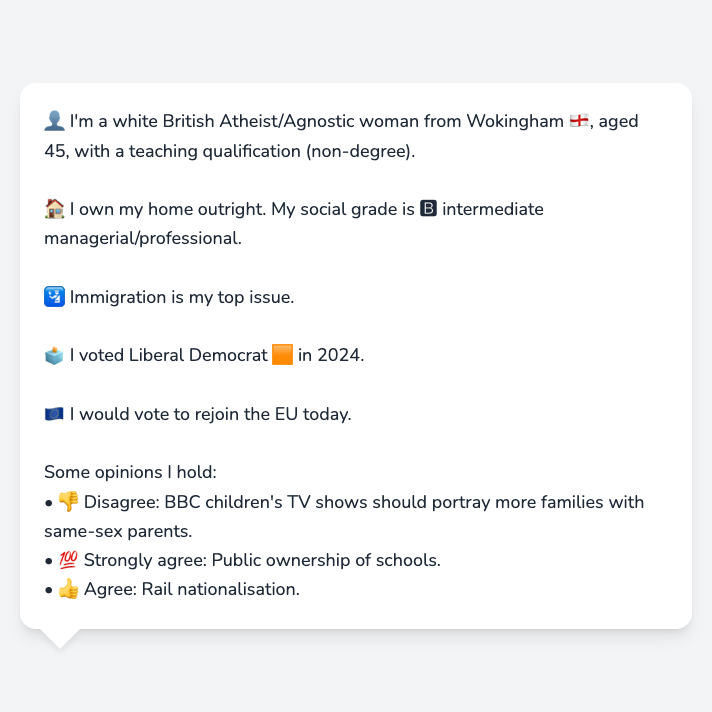 👤 I'm a white British Atheist/Agnostic woman from Wokingham 🏴󠁧󠁢󠁥󠁮󠁧󠁿, aged
45, with a teaching qualification (non-degree).
🏠 I own my home outright. My social grade is 🅱 intermediate
managerial/professional.
🛂 Immigration is my top issue.
🗳️ I voted Liberal Democrat 🟧 in 2024.
🇪🇺 I would vote to rejoin the EU today.
Some opinions I hold:
• 👎 Disagree: BBC children's TV shows should portray more families with
same-sex parents.
• 💯 Strongly agree: Public ownership of schools.
• 👍 Agree: Rail nationalisation.